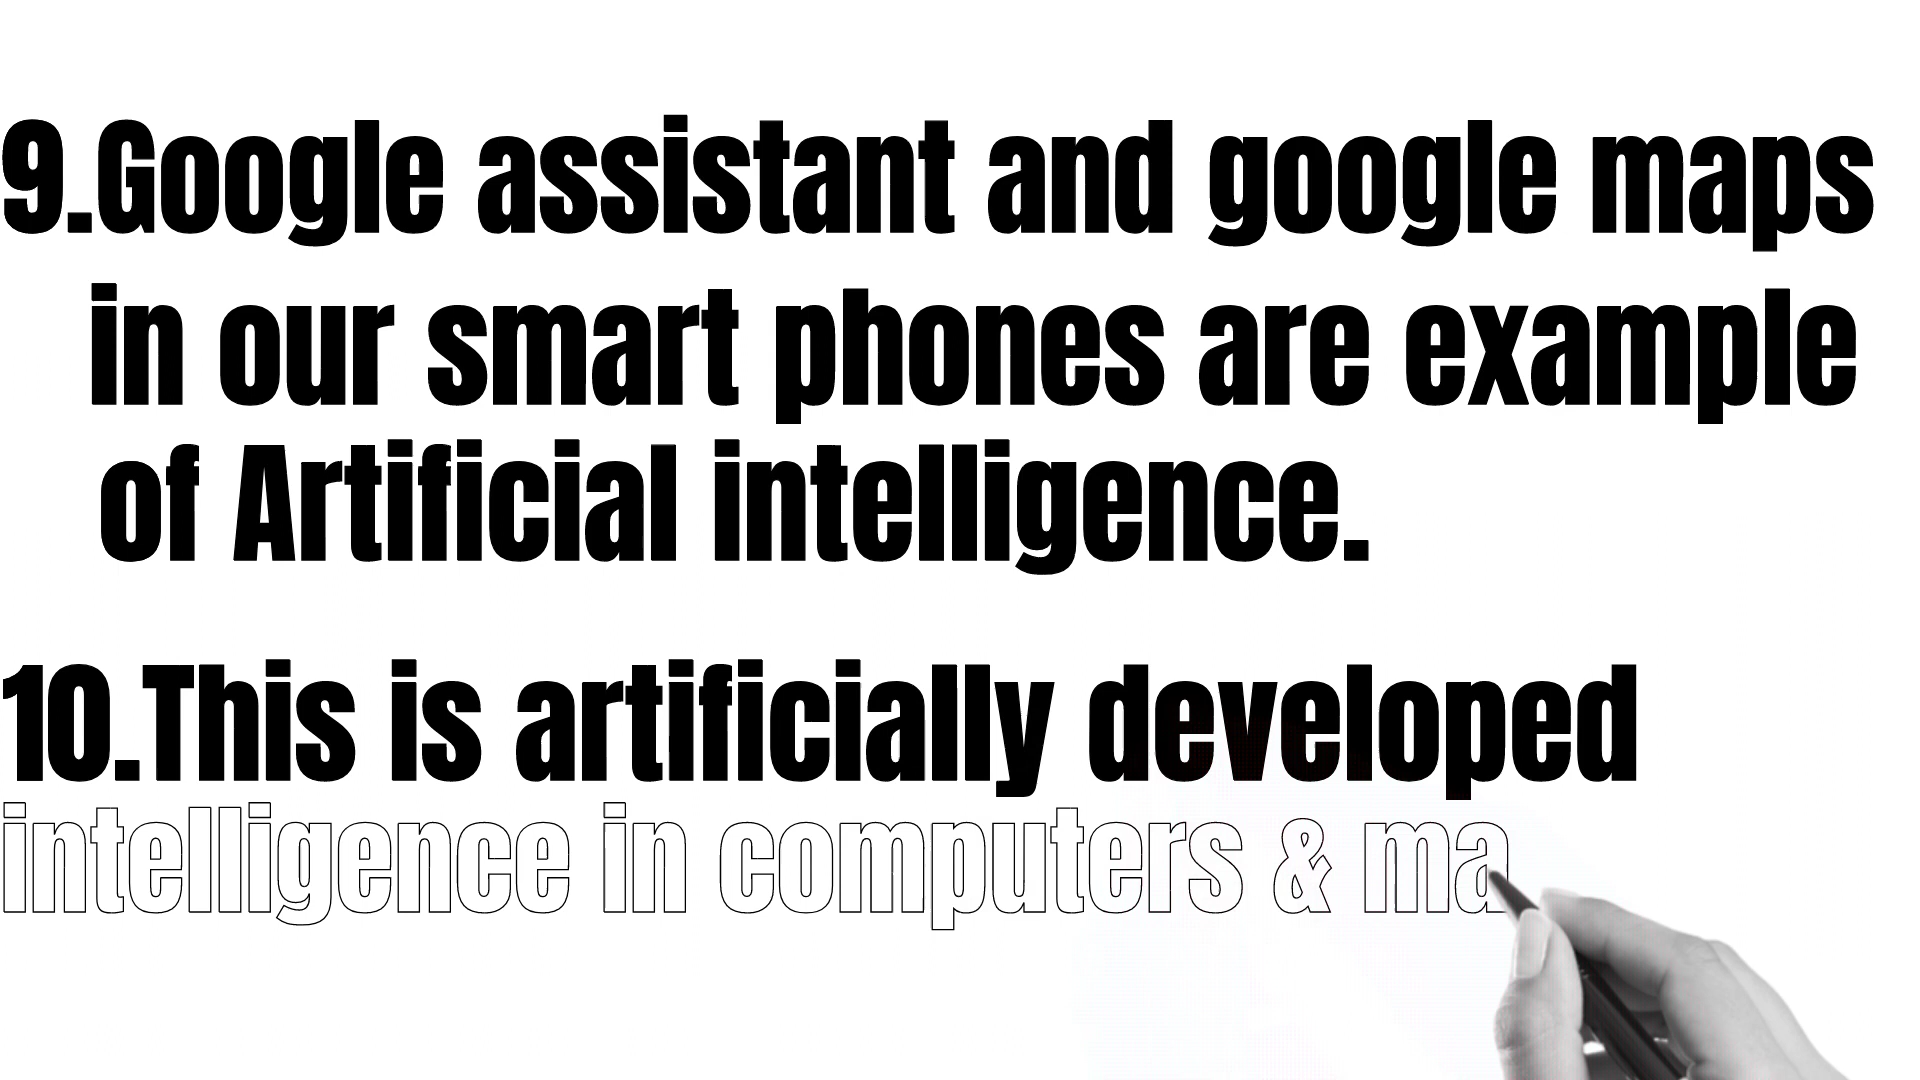 9.Google assistant and google maps
in our smart phones are example
of Artificial intelligence.
10.This is artificially developed
intelligence in computers & ma